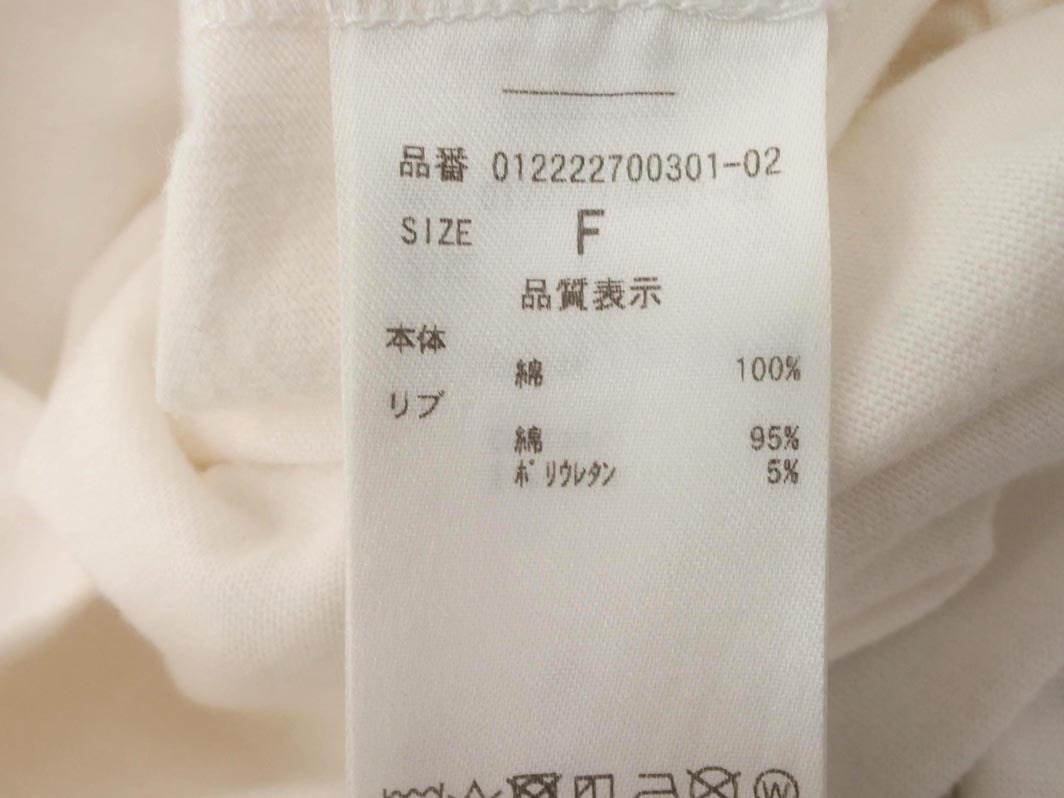 品番 012222700301-02
SIZE F
品質表示
本体
綿 100%
リブ
綿 95%
ポリウレタン 5%
W